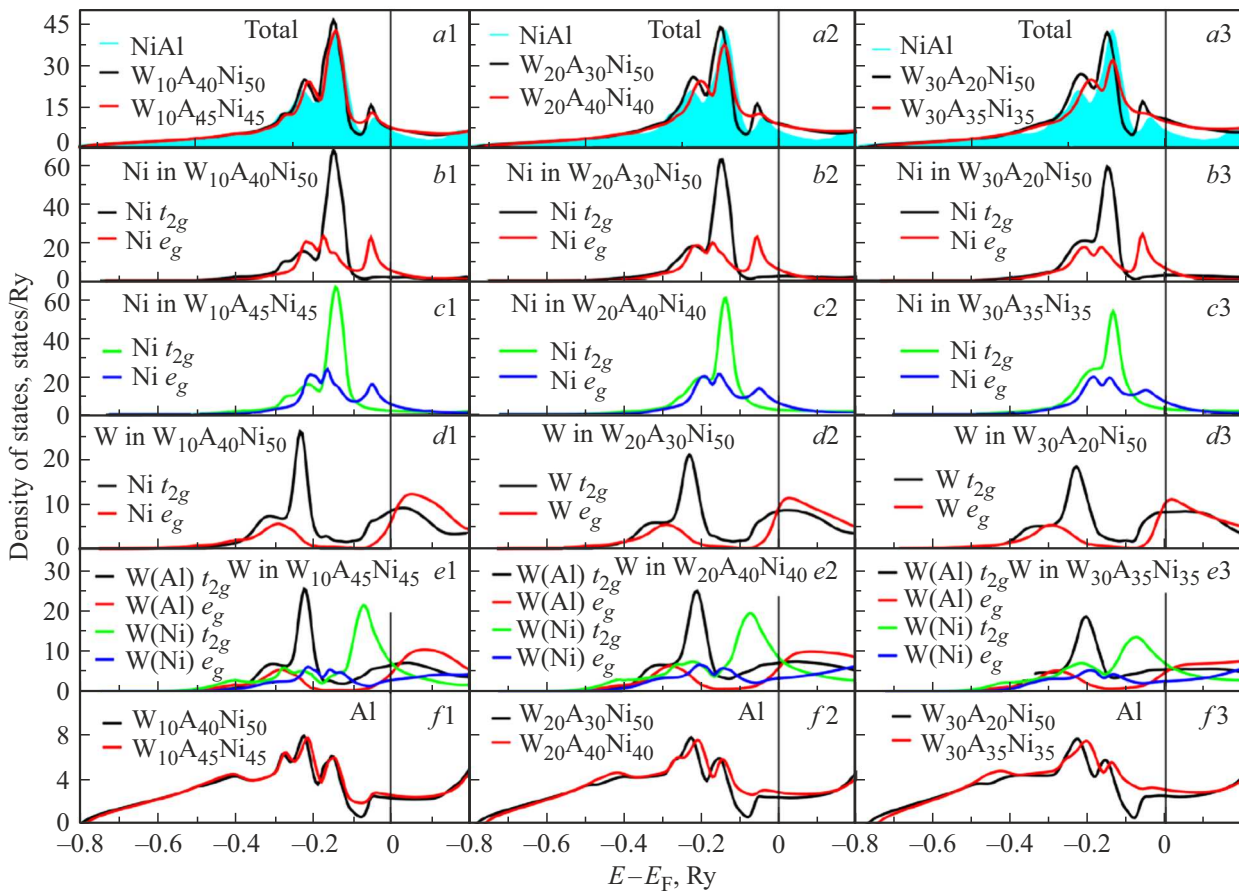 Density of states, states/Ry
45
30
15
0
Total
a1
NiAl
W10A40Ni50
W10A45Ni45
Total
a2
NiAl
W20A30Ni50
W20A40Ni40
Total
a3
NiAl
W30A20Ni50
W30A35Ni35
60
40
20
0
Ni in W10A40Ni50
b1
Ni t2g
Ni eg
Ni in W20A30Ni50
b2
Ni t2g
Ni eg
Ni in W30A20Ni50
b3
Ni t2g
Ni eg
60
40
20
0
Ni in W10A45Ni45
c1
Ni t2g
Ni eg
Ni in W20A40Ni40
c2
Ni t2g
Ni eg
Ni in W30A35Ni35
c3
Ni t2g
Ni eg
20
10
0
W in W10A40Ni50
d1
Ni t2g
Ni eg
W in W20A30Ni50
d2
W t2g
W eg
W in W30A20Ni50
d3
W t2g
W eg
30
20
10
0
W(Al) t2g
W in W10A45Ni45
e1
W(Al) eg
W(Ni) t2g
W(Ni) eg
W(Al) t2g
W in W20A40Ni40
e2
W(Al) eg
W(Ni) t2g
W(Ni) eg
W(Al) t2g
W in W30A35Ni35
e3
W(Al) eg
W(Ni) t2g
W(Ni) eg
8
4
0
W10A40Ni50
Al
f1
W10A45Ni45
W20A30Ni50
Al
f2
W20A40Ni40
W30A20Ni50
Al
f3
W30A35Ni35
–0.8 –0.6 –0.4 –0.2 0 –0.8 –0.6 –0.4 –0.2 0 –0.8 –0.6 –0.4 –0.2 0
E–EF, Ry